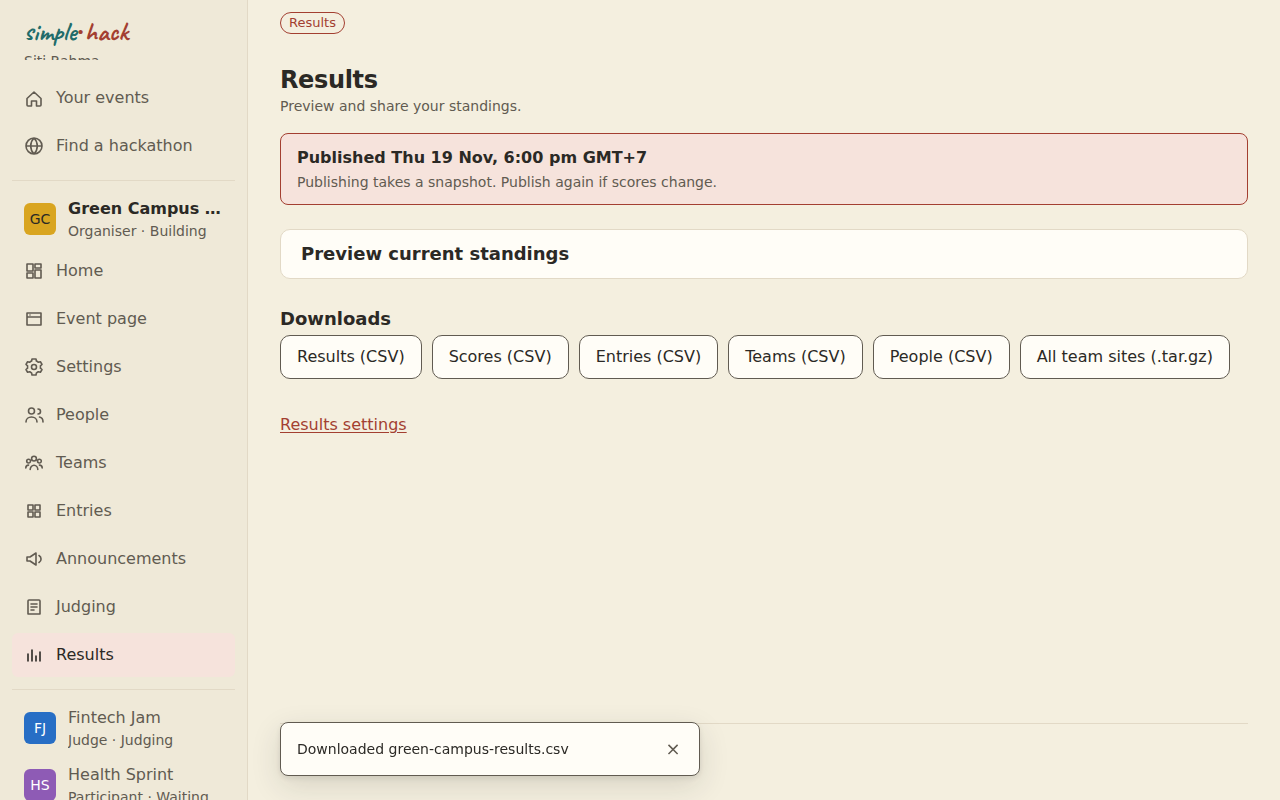 simple·hack
Siti Rahma
Your events
Find a hackathon
GC
Green Campus ...
Organiser · Building
Home
Event page
Settings
People
Teams
Entries
Announcements
Judging
Results
FJ
Fintech Jam
Judge · Judging
HS
Health Sprint
Participant · Waiting
Results
Results
Preview and share your standings.
Published Thu 19 Nov, 6:00 pm GMT+7
Publishing takes a snapshot. Publish again if scores change.
Preview current standings
Downloads
Results (CSV)
Scores (CSV)
Entries (CSV)
Teams (CSV)
People (CSV)
All team sites (.tar.gz)
Results settings
Downloaded green-campus-results.csv